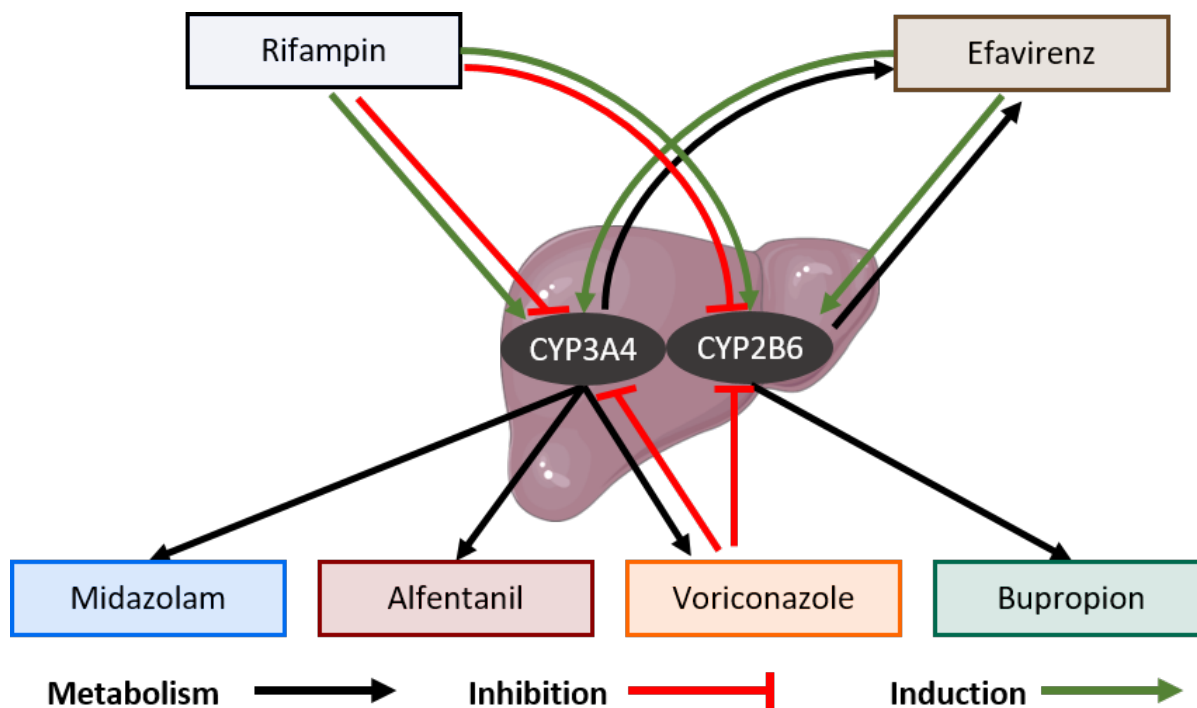 Rifampin
Efavirenz
CYP3A4
CYP2B6
Midazolam
Alfentanil
Voriconazole
Bupropion
Metabolism
Inhibition
Induction